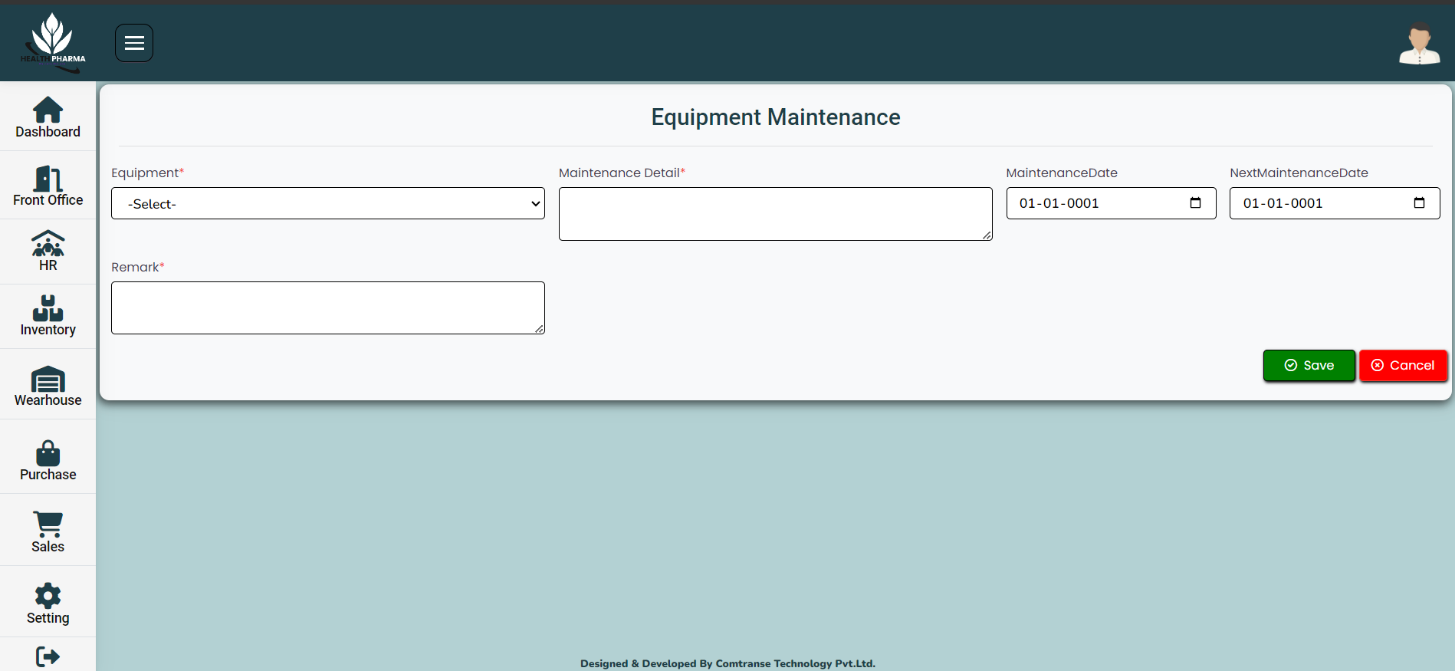 HEALTH PHARMA
Equipment Maintenance
Dashboard
Front Office
HR
Inventory
Wearhouse
Purchase
Sales
Setting
Equipment*
Maintenance Detail*
MaintenanceDate
NextMaintenanceDate
-Select-
01-01-0001
01-01-0001
Remark*
Save
Cancel
Designed & Developed By Comtranse Technology Pvt.Ltd.